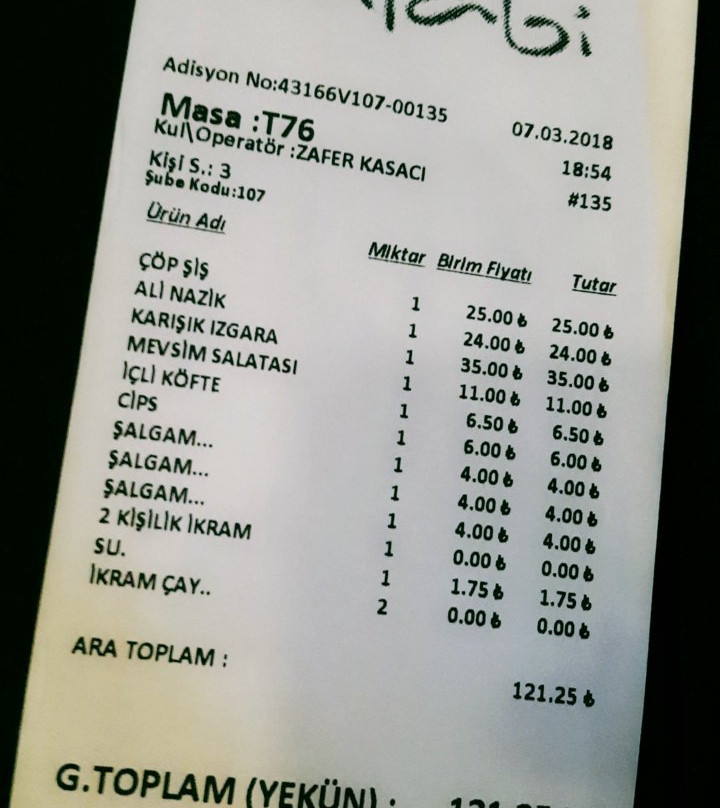 Adisyon No:43166V107-00135 07.03.2018
Masa :T76 18:54
Kul\Operatör :ZAFER KASACI #135
Kişi S.: 3
Şube Kodu:107
Ürün Adı Miktar Birim Fiyatı Tutar
ÇÖP ŞİŞ 1 25.00 ₺ 25.00 ₺
ALİ NAZİK 1 24.00 ₺ 24.00 ₺
KARIŞIK IZGARA 1 35.00 ₺ 35.00 ₺
MEVSİM SALATASI 1 11.00 ₺ 11.00 ₺
İÇLİ KÖFTE 1 6.50 ₺ 6.50 ₺
CİPS 1 6.00 ₺ 6.00 ₺
ŞALGAM... 1 4.00 ₺ 4.00 ₺
ŞALGAM... 1 4.00 ₺ 4.00 ₺
ŞALGAM... 1 4.00 ₺ 4.00 ₺
2 KİŞİLİK İKRAM 1 0.00 ₺ 0.00 ₺
SU. 1 1.75 ₺ 1.75 ₺
İKRAM ÇAY.. 2 0.00 ₺ 0.00 ₺
ARA TOPLAM : 121.25 ₺
G.TOPLAM (YEKÜN) :